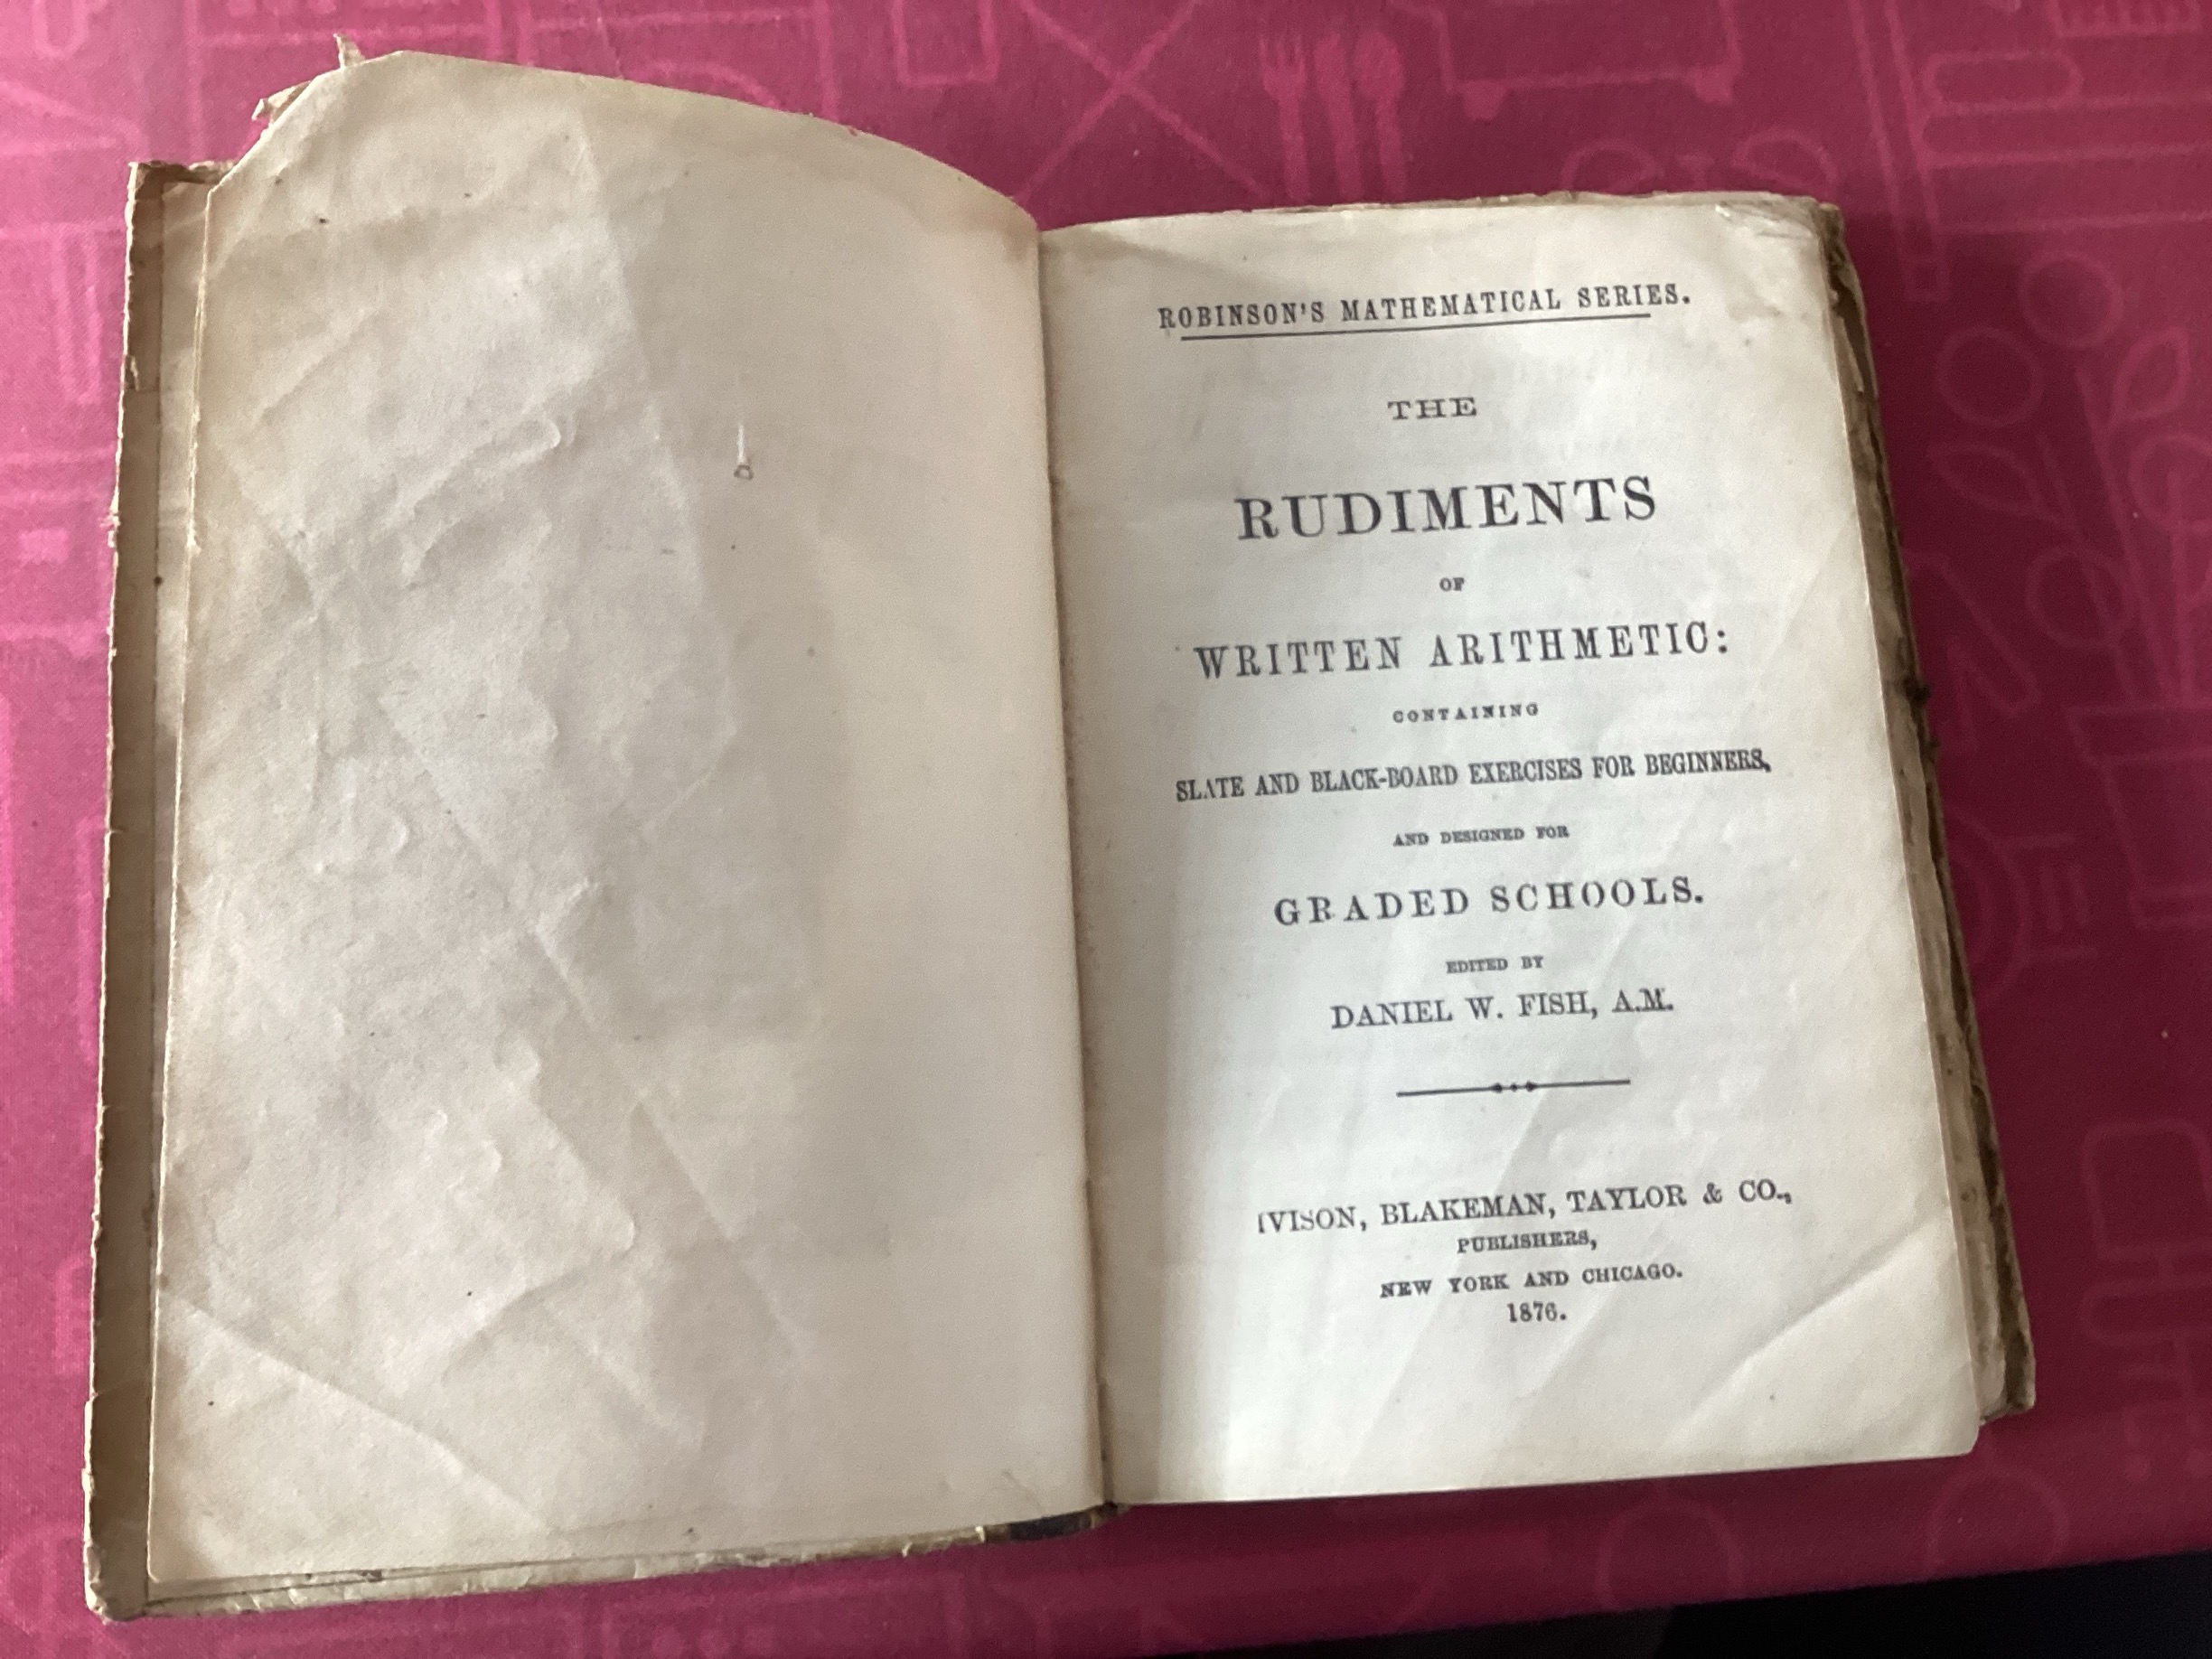 ROBINSON'S MATHEMATICAL SERIES.
THE
RUDIMENTS
OF
WRITTEN ARITHMETIC:
CONTAINING
SLATE AND BLACK-BOARD EXERCISES FOR BEGINNERS,
AND DESIGNED FOR
GRADED SCHOOLS.
EDITED BY
DANIEL W. FISH, A.M.
IVISON, BLAKEMAN, TAYLOR & CO.,
PUBLISHERS,
NEW YORK AND CHICAGO.
1876.